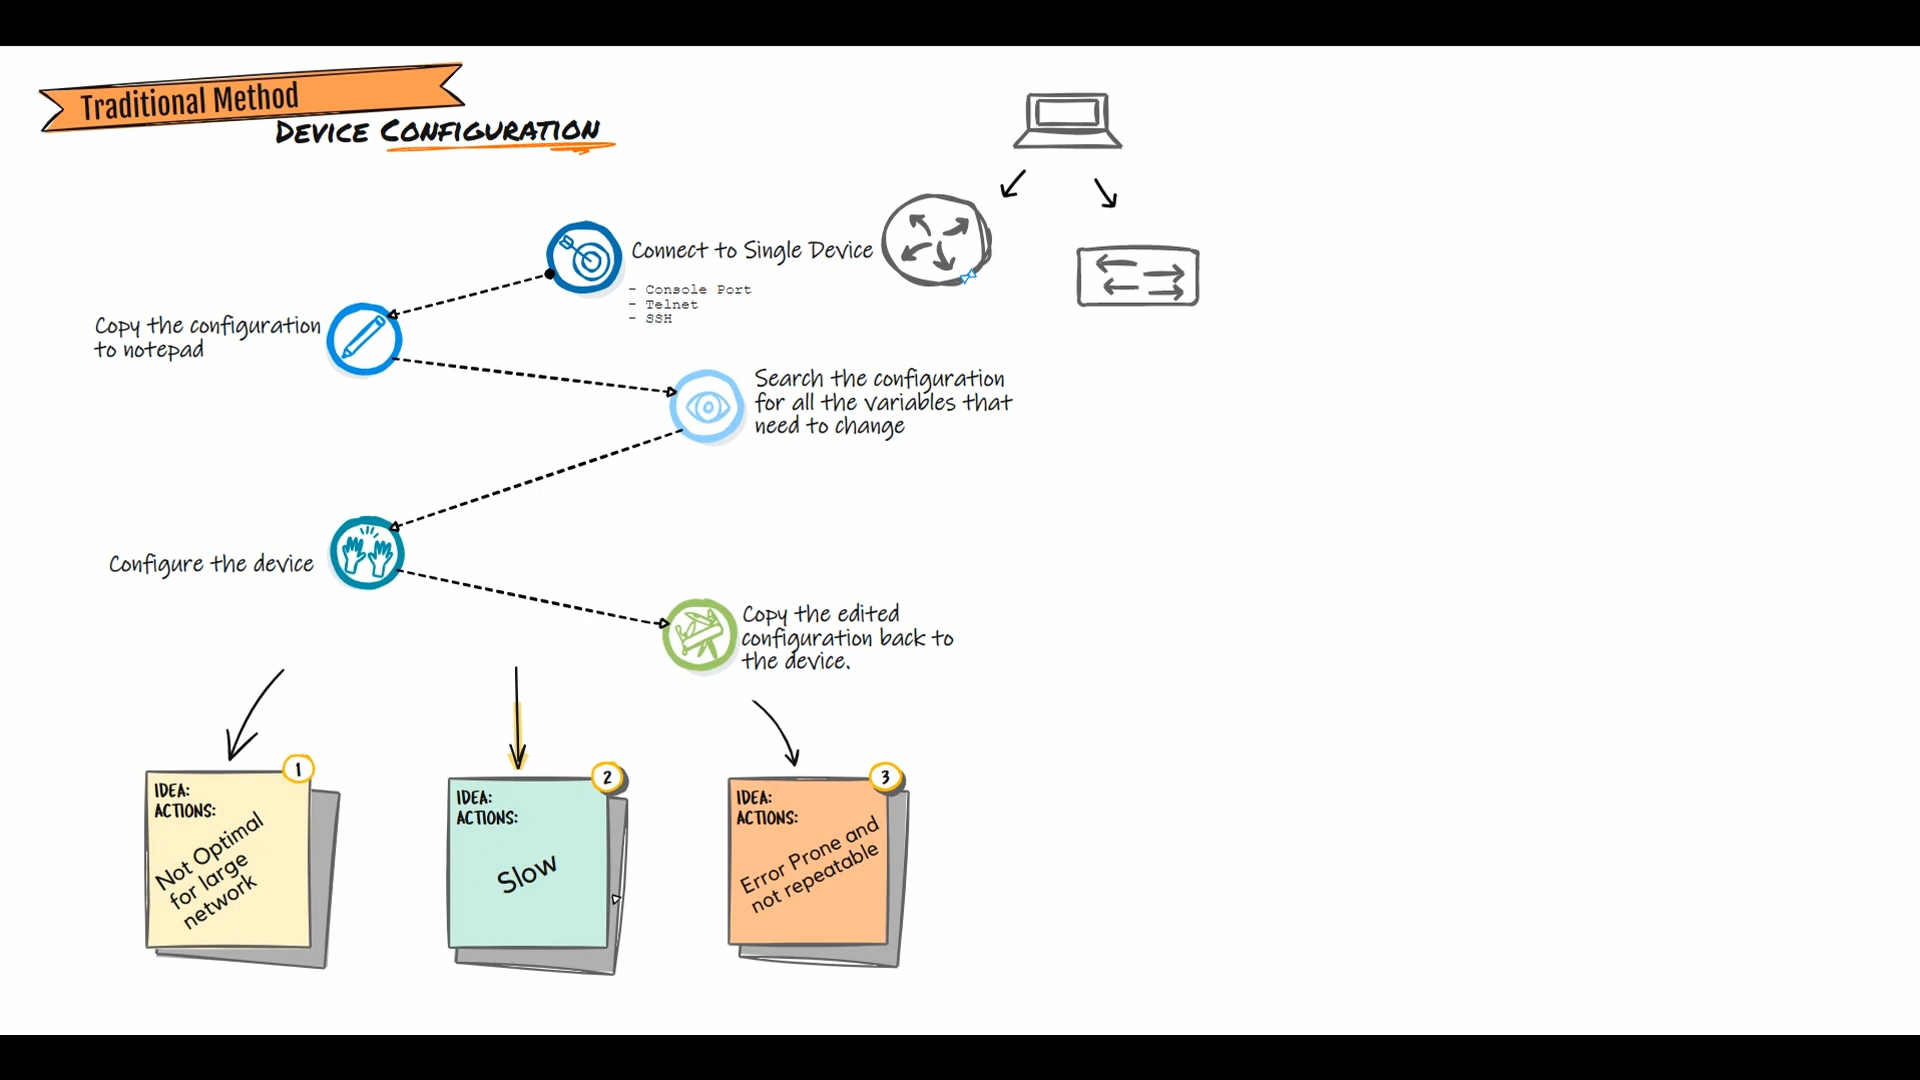 Traditional Method
Device Configuration
Connect to Single Device
- Console Port
- Telnet
- SSH
Copy the configuration
to notepad
Search the configuration
for all the variables that
need to change
Configure the device
Copy the edited
configuration back to
the device.
1
IDEA:
ACTIONS:
Not Optimal
for large
network
2
IDEA:
ACTIONS:
Slow
3
IDEA:
ACTIONS:
Error Prone and
not repeatable